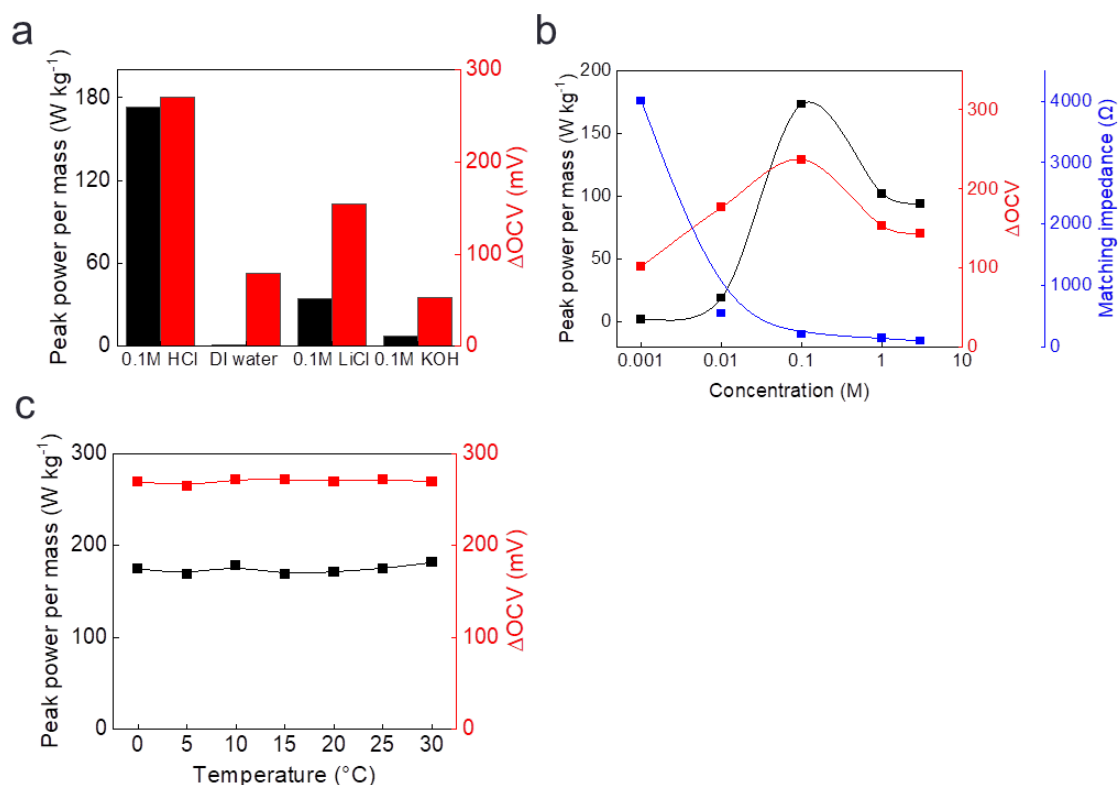 a
Peak power per mass (W kg⁻¹)
180
120
60
0
0.1M HCl DI water 0.1M LiCl 0.1M KOH
300
200
100
0
ΔOCV (mV)
b
Peak power per mass (W kg⁻¹)
200
150
100
50
0
0.001 0.01 0.1 1 10
Concentration (M)
300
200
100
0
ΔOCV
4000
3000
2000
1000
0
Matching impedance (Ω)
c
Peak power per mass (W kg⁻¹)
300
200
100
0
0 5 10 15 20 25 30
Temperature (°C)
300
200
100
0
ΔOCV (mV)